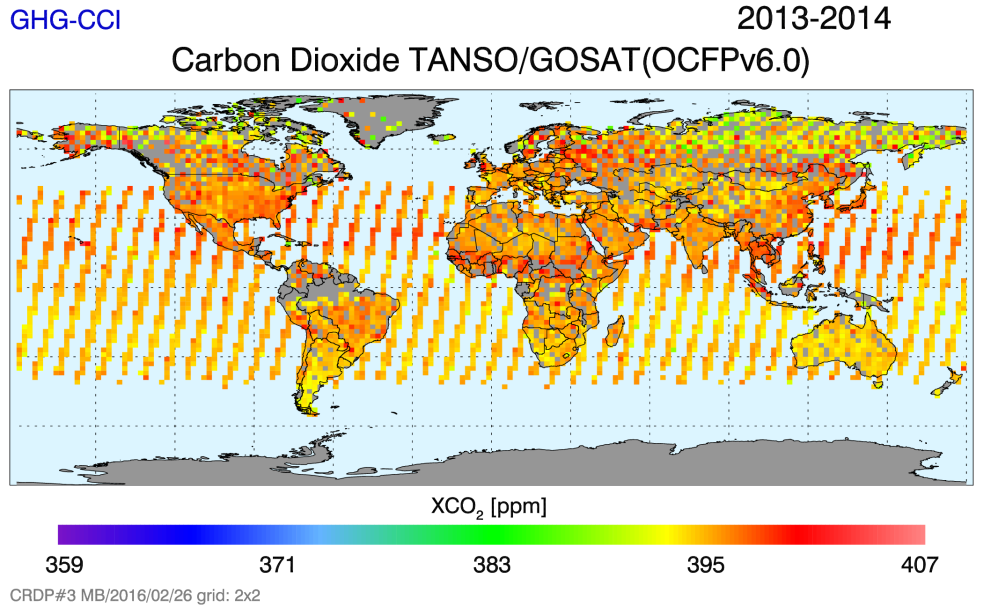 GHG-CCI
2013-2014
Carbon Dioxide TANSO/GOSAT(OCFPv6.0)
XCO₂ [ppm]
359 371 383 395 407
CRDP#3 MB/2016/02/26 grid: 2x2